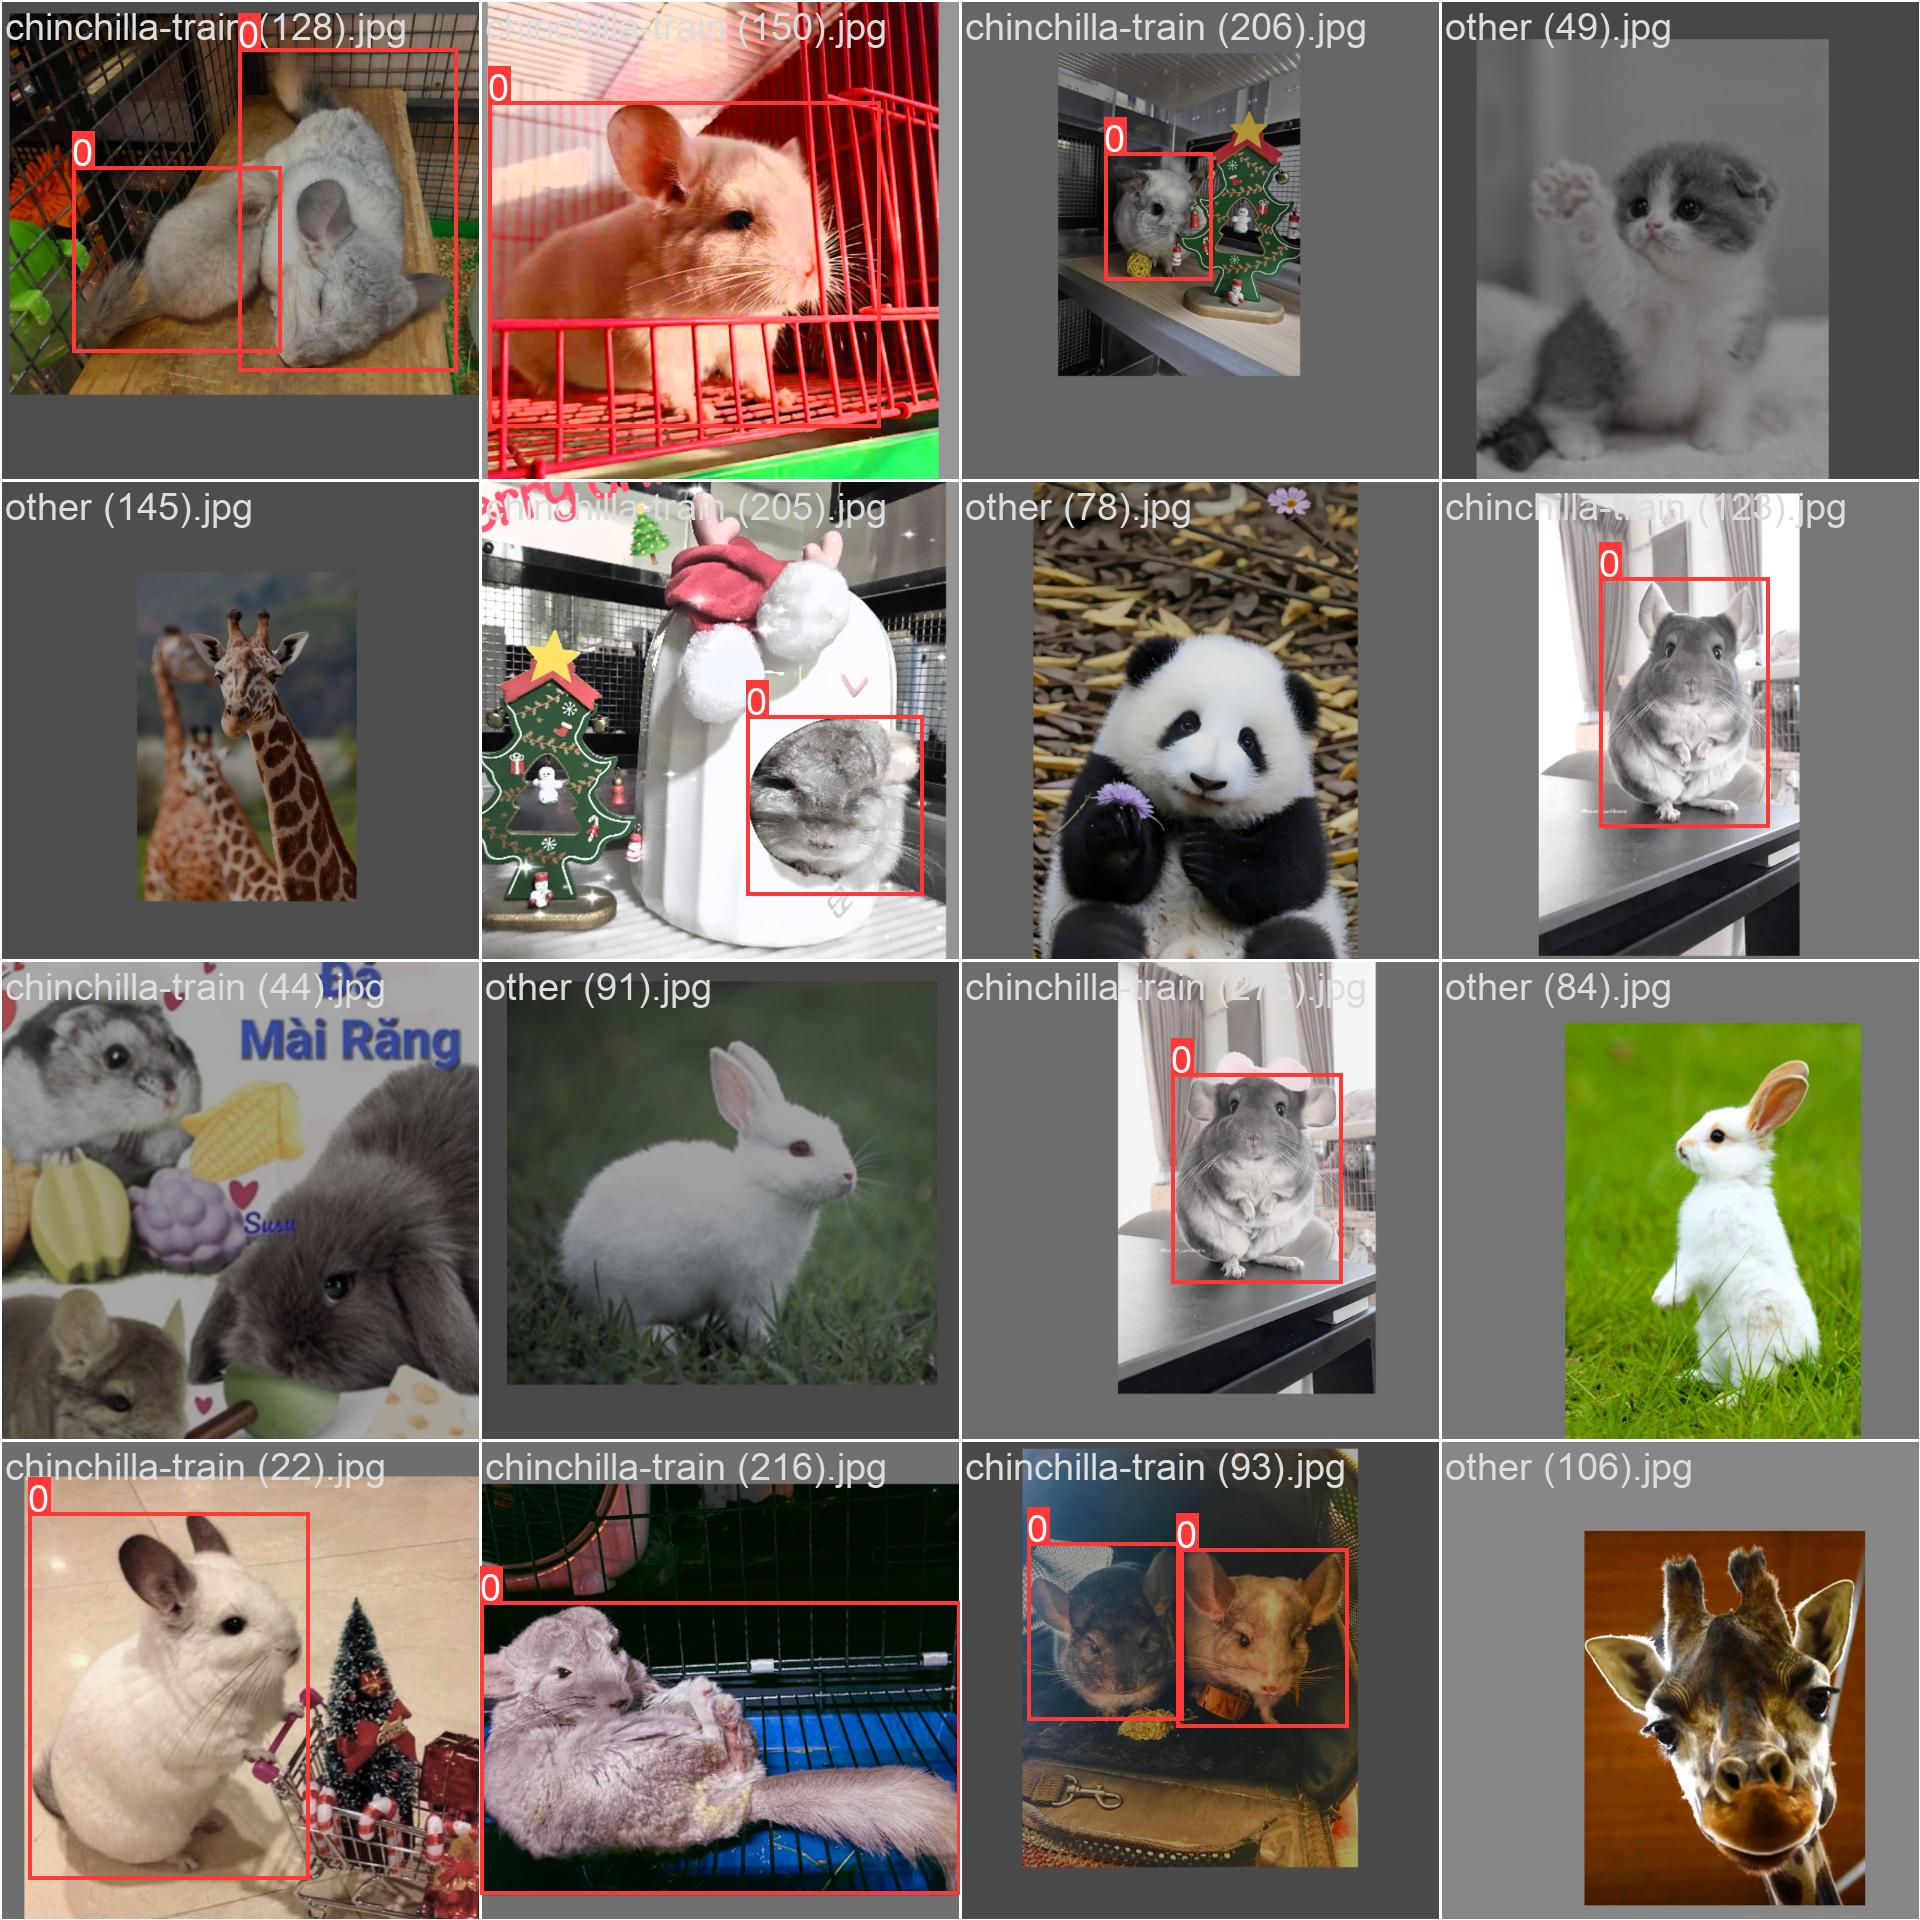 chinchilla-train (128).jpg
0
0
chinchilla-train (150).jpg
0
chinchilla-train (206).jpg
0
other (49).jpg
other (145).jpg
chinchilla-train (205).jpg
0
other (78).jpg
chinchilla-train (123).jpg
0
chinchilla-train (44).jpg
Đá
Mài Răng
Susu
other (91).jpg
chinchilla-train (276).jpg
0
other (84).jpg
chinchilla-train (22).jpg
0
chinchilla-train (216).jpg
0
chinchilla-train (93).jpg
0
0
other (106).jpg